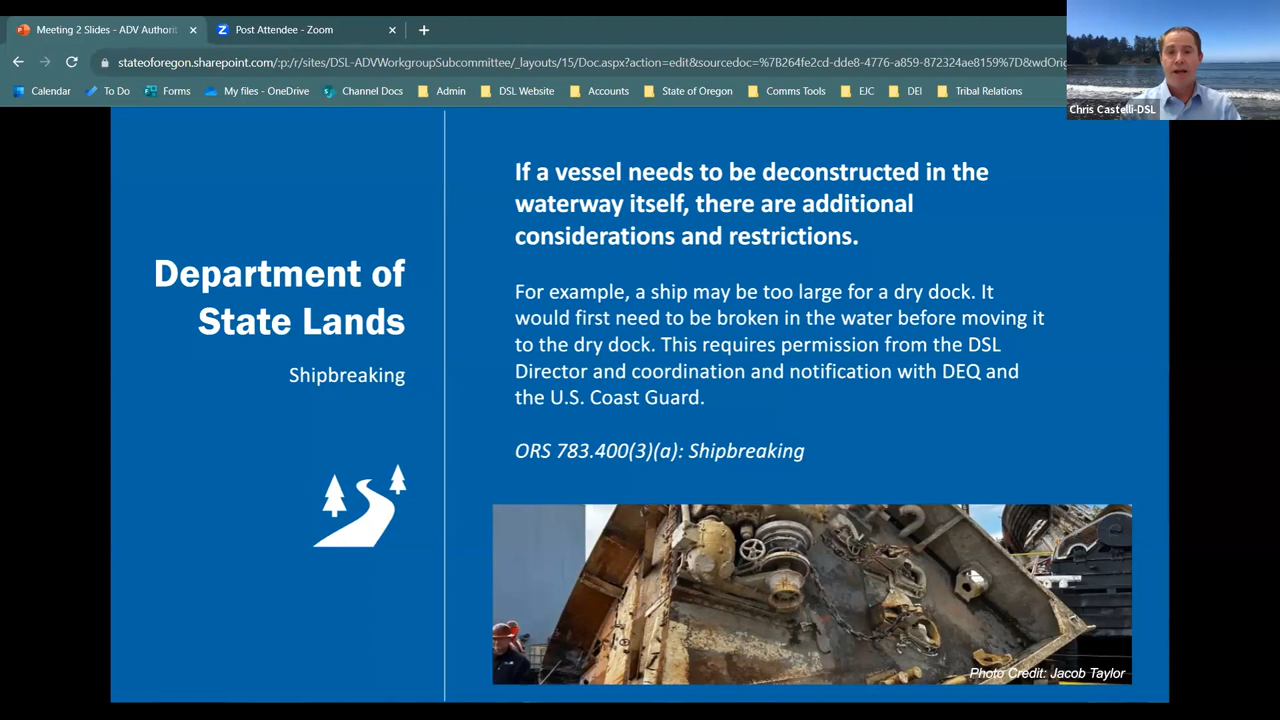 Meeting 2 Slides - ADV Authorit
Post Attendee - Zoom
stateoforegon.sharepoint.com/:p:/r/sites/DSL-ADVWorkgroupSubcommittee/_layouts/15/Doc.aspx?action=edit&sourcedoc=%7B264fe2cd-dde8-4776-a859-872324ae8159%7D&wdOrig
Calendar To Do Forms My files - OneDrive Channel Docs Admin DSL Website Accounts State of Oregon Comms Tools EJC DEI Tribal Relations
Chris Castelli-DSL
Department of
State Lands
Shipbreaking
If a vessel needs to be deconstructed in the
waterway itself, there are additional
considerations and restrictions.
For example, a ship may be too large for a dry dock. It
would first need to be broken in the water before moving it
to the dry dock. This requires permission from the DSL
Director and coordination and notification with DEQ and
the U.S. Coast Guard.
ORS 783.400(3)(a): Shipbreaking
Photo Credit: Jacob Taylor